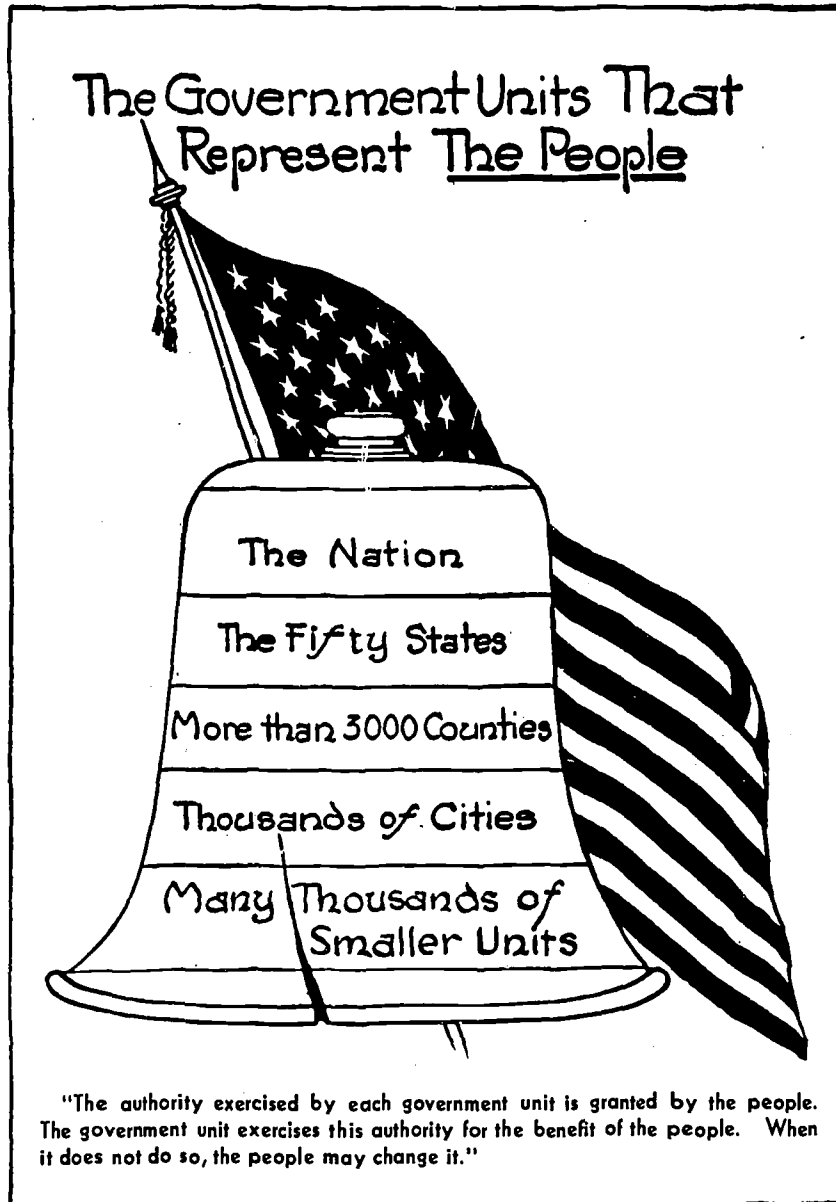 The Government Units That
Represent The People
The Nation
The Fifty States
More than 3000 Counties
Thousands of Cities
Many Thousands of
Smaller Units
"The authority exercised by each government unit is granted by the people.
The government unit exercises this authority for the benefit of the people. When
it does not do so, the people may change it."